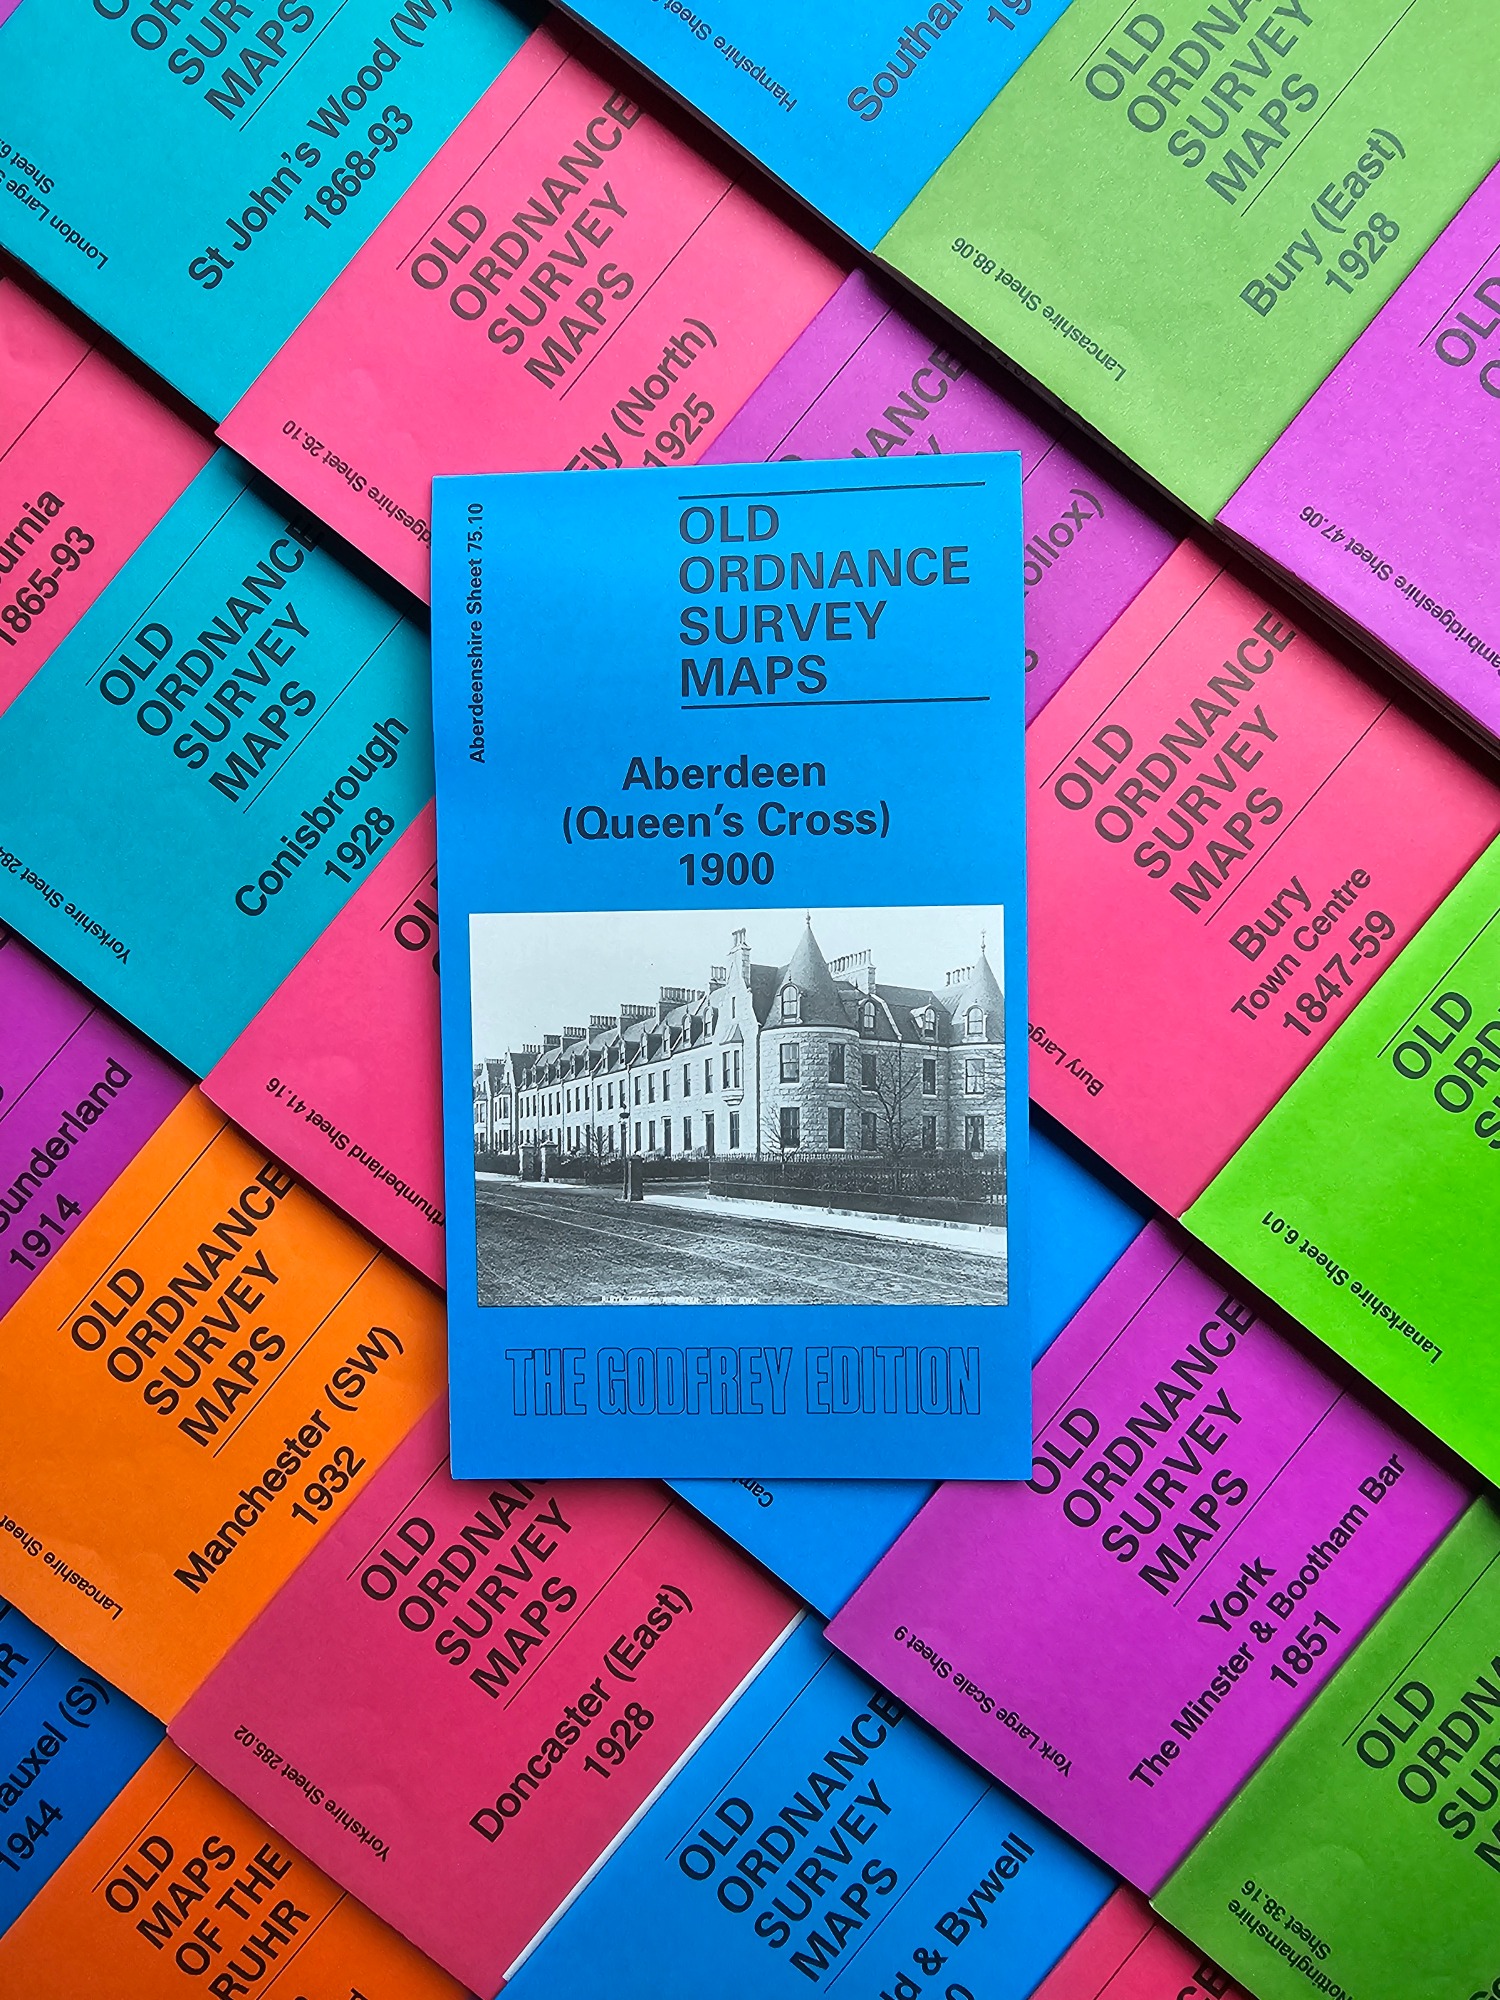 OLD
ORDNANCE
SURVEY
MAPS
Aberdeenshire Sheet 75.10
Aberdeen
(Queen's Cross)
1900
THE GODFREY EDITION
SURVEY
MAPS
St John's Wood (W)
1868-93
London Large
Sheet
Hampshire Sheet
OLD
ORDNANCE
SURVEY
MAPS
(North)
1925
Sheet 26.10
OLD
SURVEY
MAPS
Bury (East)
1928
Lancashire Sheet 88.06
OLD
Sheet 47.06
1865-93
OLD
ORDNANCE
SURVEY
MAPS
Conisbrough
1928
Yorkshire Sheet
OLD
ORDNANCE
SURVEY
MAPS
Bury
Town Centre
1847-59
Bury Large
Sheet 41.16
OLD
Lanarkshire Sheet 6.01
Sunderland
1914
OLD
ORDNANCE
SURVEY
MAPS
Manchester (SW)
1932
Lancashire Sheet
OLD
SURVEY
MAPS
Doncaster (East)
1928
Yorkshire Sheet 285.02
OLD
ORDNANCE
SURVEY
MAPS
York
The Minster & Bootham Bar
1851
York Large Scale Sheet 9
(S)
1944
OLD
MAPS
OF THE
RUHR
OLD
ORDNANCE
SURVEY
MAPS
& Bywell
OLD
Nottinghamshire
Sheet 38.16